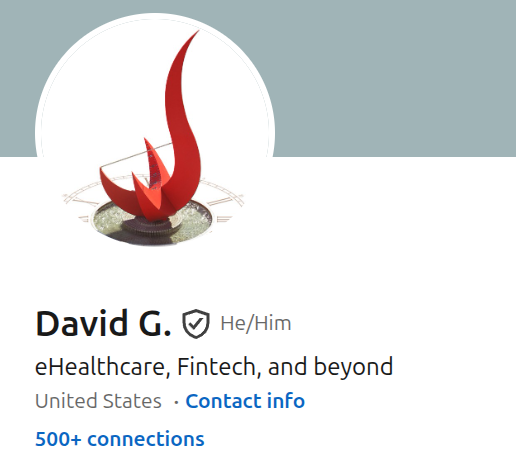 David G. He/Him
eHealthcare, Fintech, and beyond
United States · Contact info
500+ connections